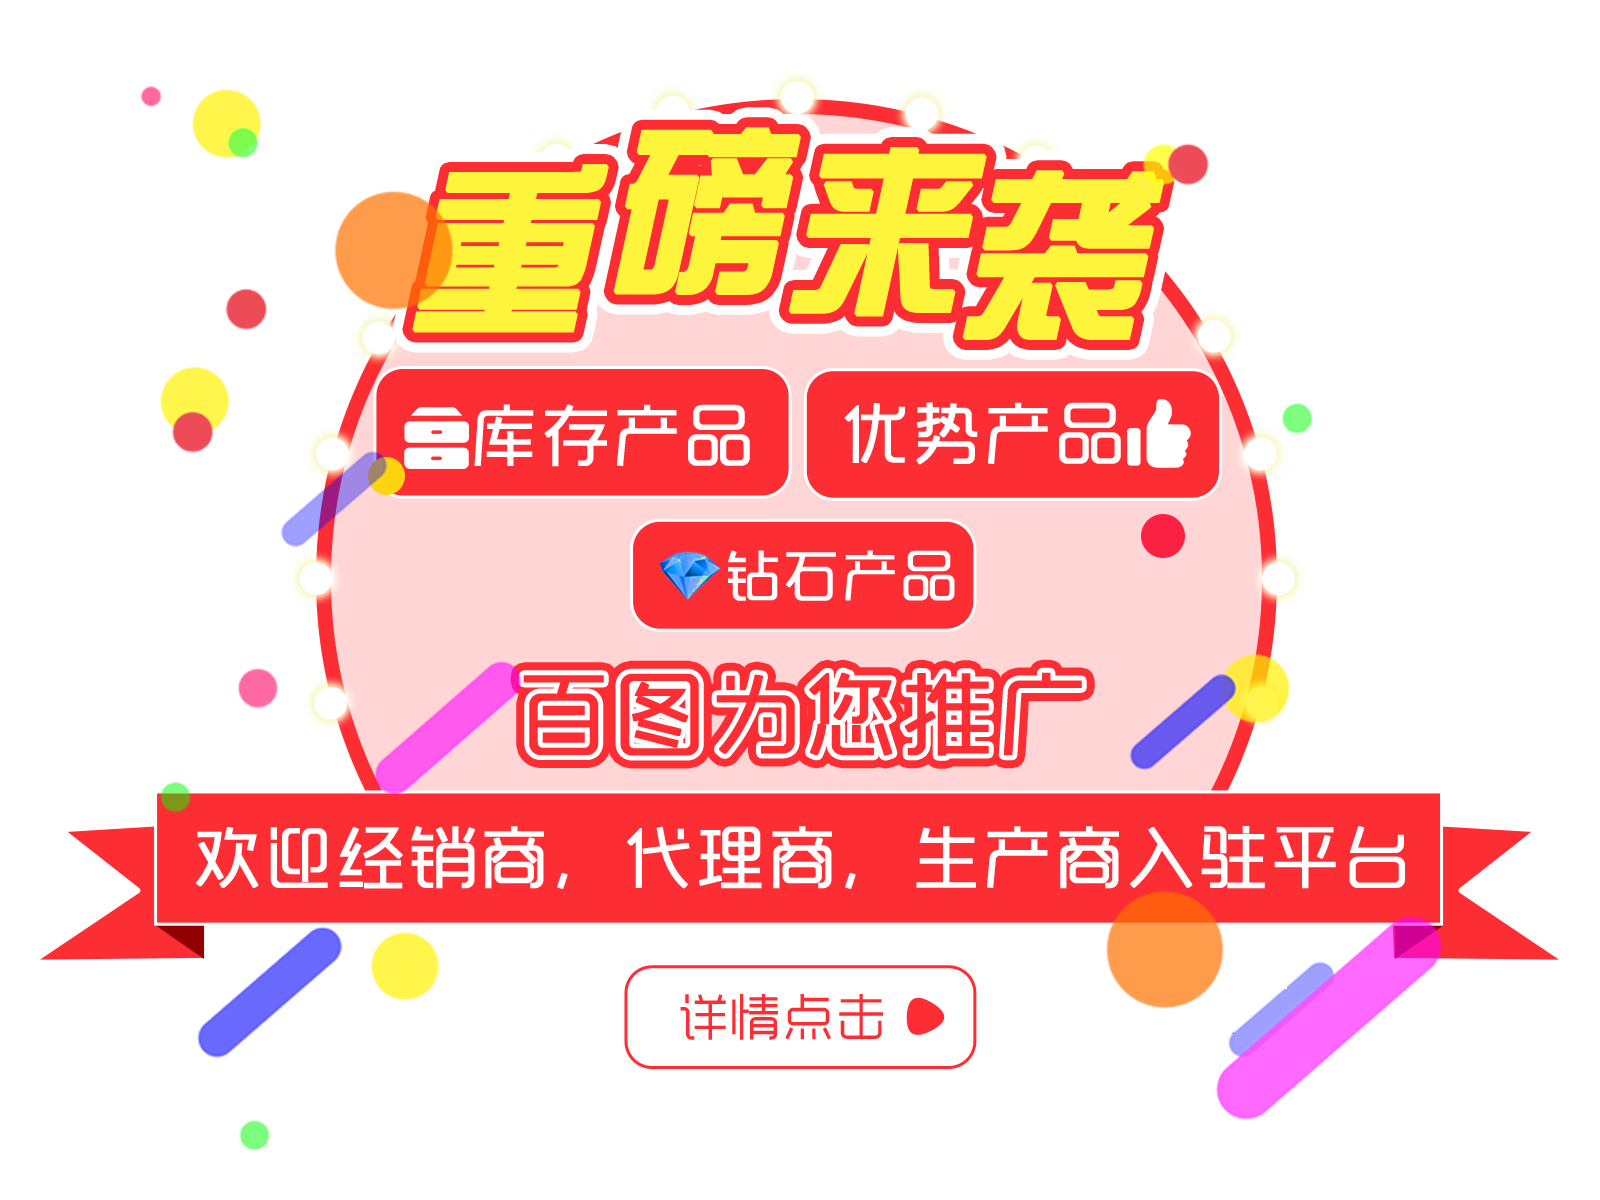 重磅来袭
库存产品
优势产品
钻石产品
百图为您推广
欢迎经销商，代理商，生产商入驻平台
详情点击